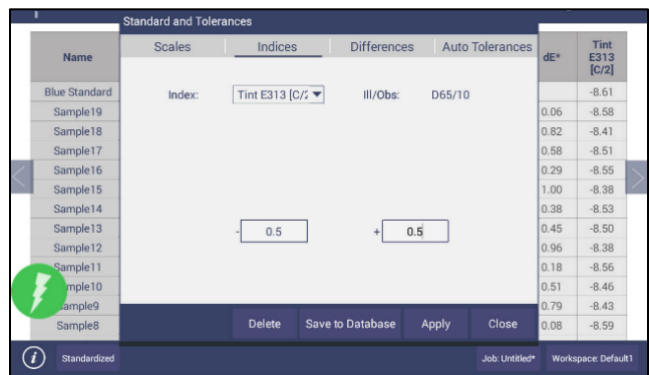 Standard and Tolerances
Scales Indices Differences Auto Tolerances
Name dE* Tint E313 [C/2]
Index: Tint E313 [C/2 Ill/Obs: D65/10
Blue Standard -8.61
Sample19 0.06 -8.58
Sample18 0.82 -8.41
Sample17 0.58 -8.51
Sample16 0.29 -8.55
Sample15 1.00 -8.38
Sample14 0.38 -8.53
Sample13 - 0.5 + 0.5 0.45 -8.50
Sample12 0.96 -8.38
Sample11 0.18 -8.56
mple10 0.51 -8.46
ample9 0.79 -8.43
Sample8 0.08 -8.59
Delete Save to Database Apply Close
i Standardized Job: Untitled* Workspace: Default1